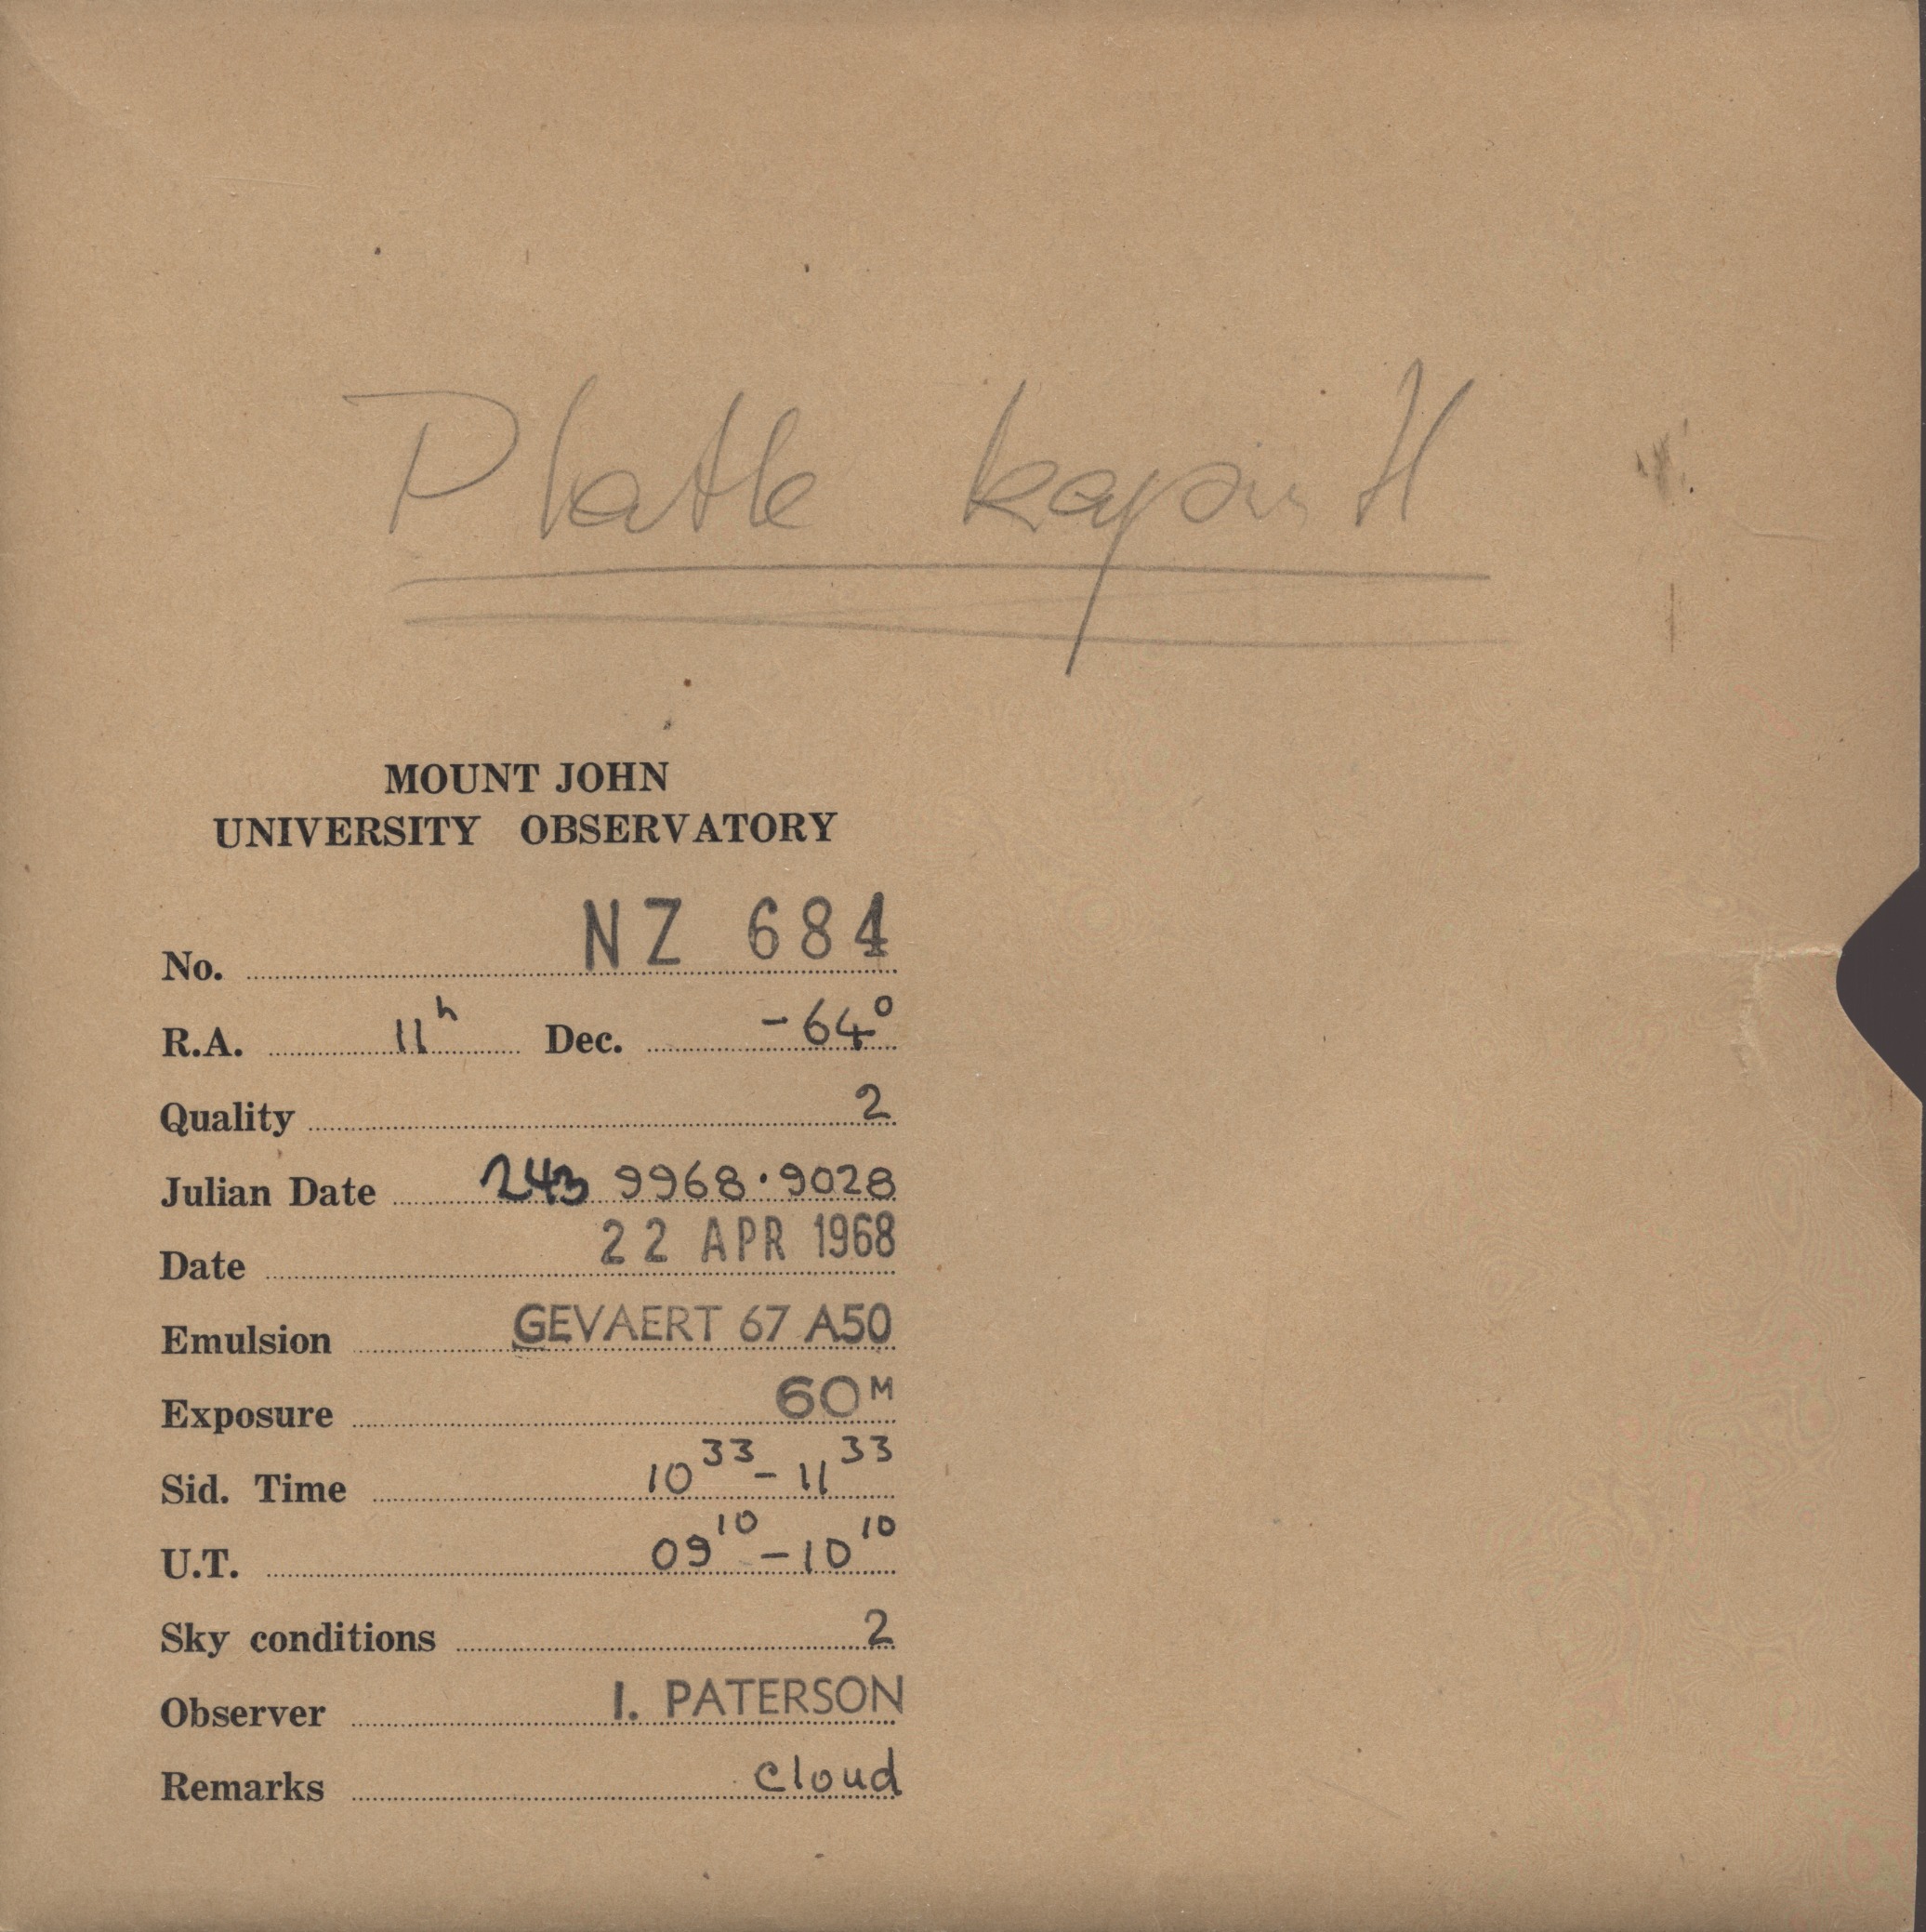 Platte kaputt
MOUNT JOHN
UNIVERSITY OBSERVATORY
No. NZ 684
R.A. 11h Dec. -64°
Quality 2
Julian Date 243 9968·9028
Date 22 APR 1968
Emulsion GEVAERT 67 A50
Exposure 60M
Sid. Time 10 33 - 11 33
U.T. 09 10 - 10 10
Sky conditions 2
Observer I. PATERSON
Remarks cloud